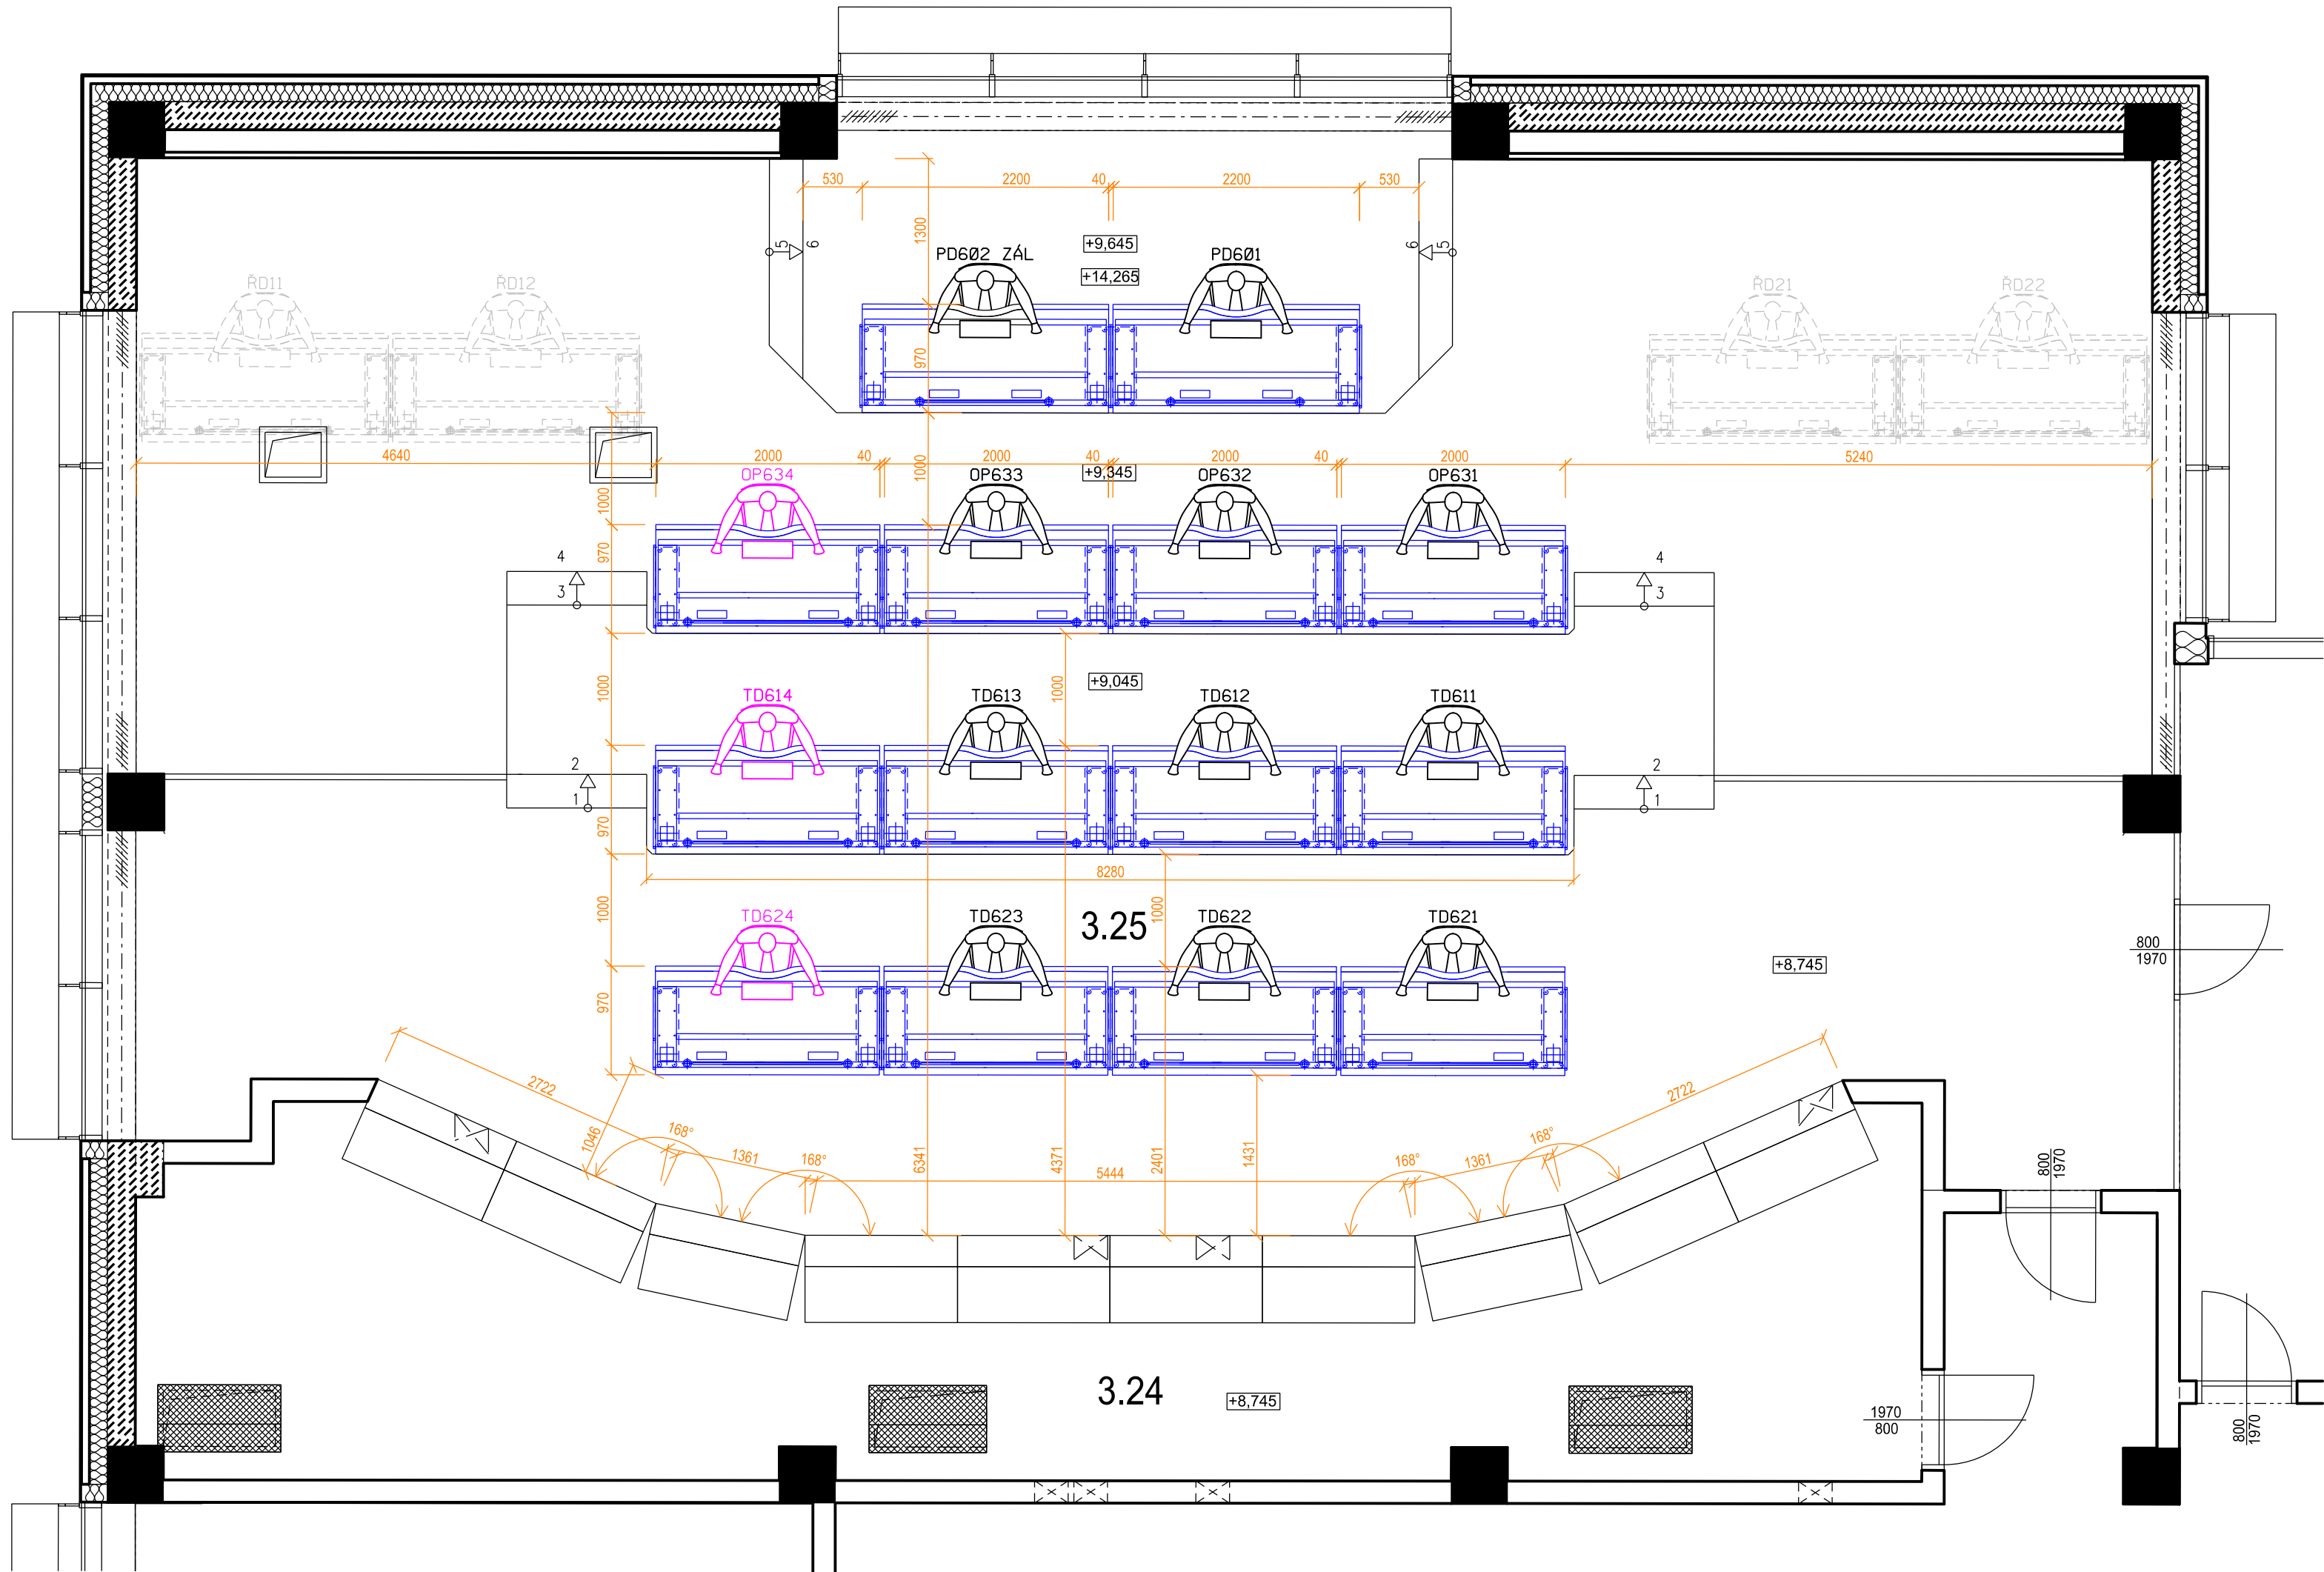 530 2200 40 2200 530
1300
5 6
+9,645
6 5
PD602 ZÁL
PD601
+14,265
ŘD11
ŘD12
ŘD21
ŘD22
970
4640 2000 40 2000 40 2000 40 2000 5240
1000
+9,345
OP634
OP633
OP632
OP631
1000
970
4
3
4
3
1000
1000
+9,045
TD614
TD613
TD612
TD611
2
1
2
1
970
8280
1000
3.25
1000
TD624
TD623
TD622
TD621
+8,745
800
1970
970
2722
2722
168°
1046
1361
168°
6341
4371
5444
2401
1431
168°
1361
168°
800
1970
3.24
+8,745
1970
800
800
1970